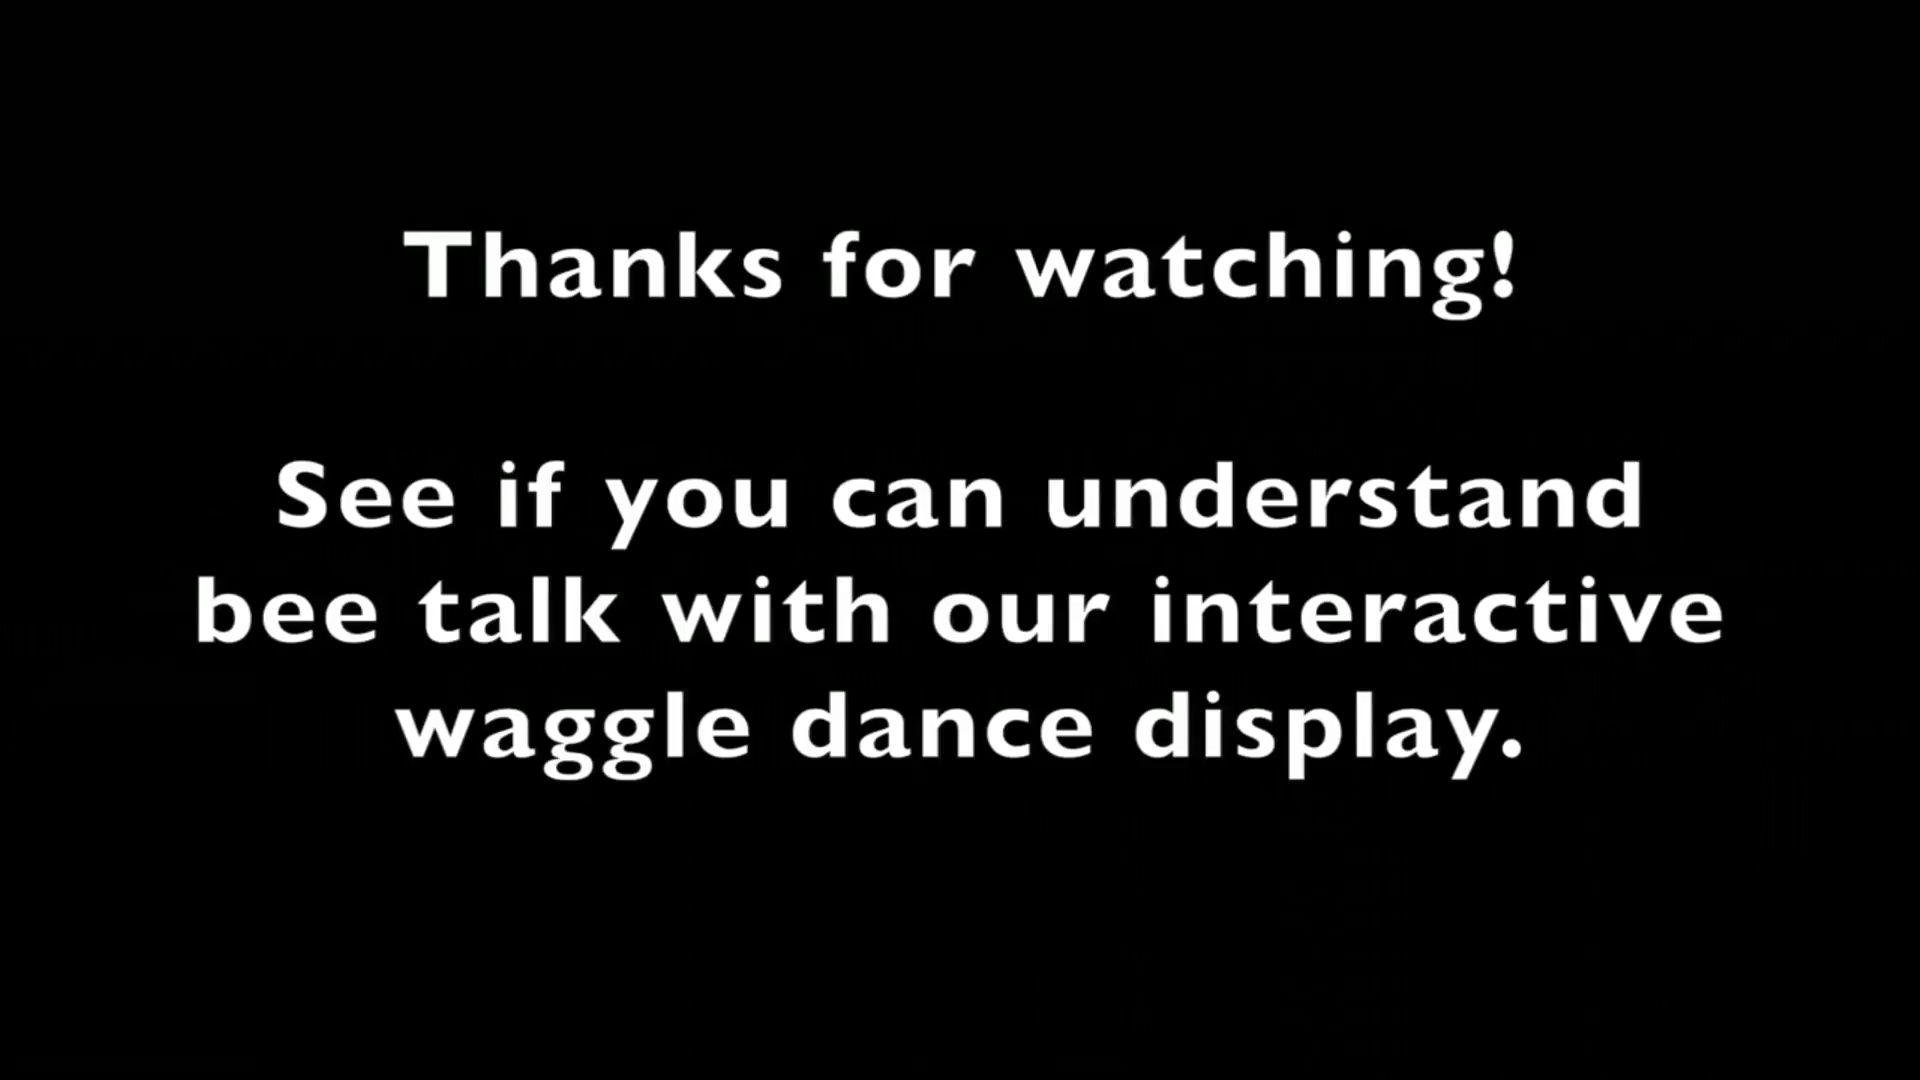 Thanks for watching!
See if you can understand
bee talk with our interactive
waggle dance display.